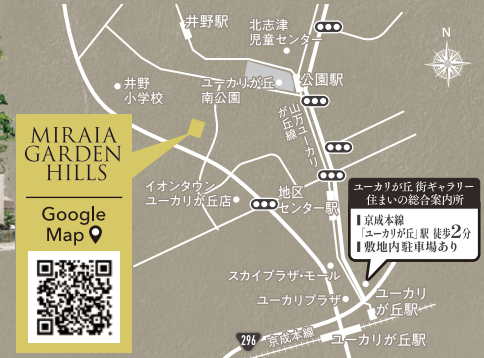 井野駅
北志津
児童センター
N
井野
小学校
ユーカリが丘
南公園
公園駅
山万ユーカリ
が丘線
MIRAIA
GARDEN
HILLS
Google
Map
イオンタウン
ユーカリが丘店
地区
センター駅
ユーカリが丘 街ギャラリー
住まいの総合案内所
京成本線
「ユーカリが丘」駅 徒歩2分
敷地内駐車場あり
スカイプラザ・モール
ユーカリプラザ
ユーカリ
が丘駅
296
京成本線
ユーカリが丘駅